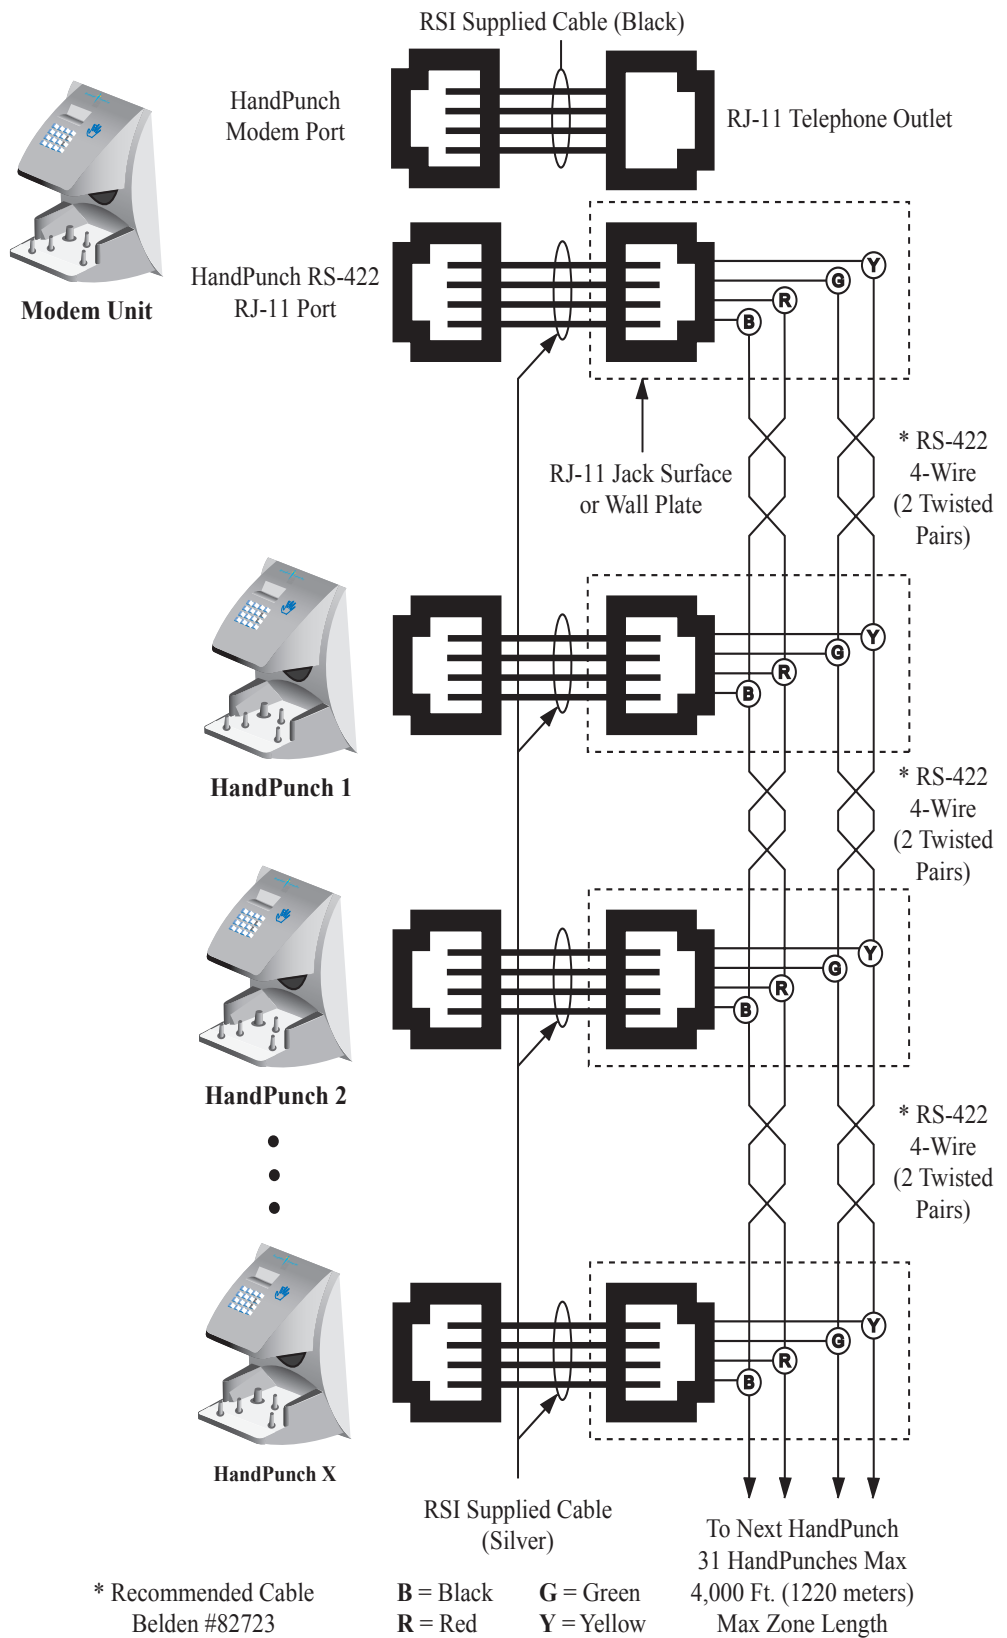 RSI Supplied Cable (Black)
HandPunch
Modem Port
RJ-11 Telephone Outlet
HandPunch RS-422
RJ-11 Port
Modem Unit
Y
G
R
B
RJ-11 Jack Surface
or Wall Plate
* RS-422
4-Wire
(2 Twisted
Pairs)
Y
G
R
B
HandPunch 1
* RS-422
4-Wire
(2 Twisted
Pairs)
Y
G
R
B
HandPunch 2
* RS-422
4-Wire
(2 Twisted
Pairs)
Y
G
R
B
HandPunch X
RSI Supplied Cable
(Silver)
To Next HandPunch
31 HandPunches Max
4,000 Ft. (1220 meters)
Max Zone Length
* Recommended Cable
Belden #82723
B = Black
R = Red
G = Green
Y = Yellow